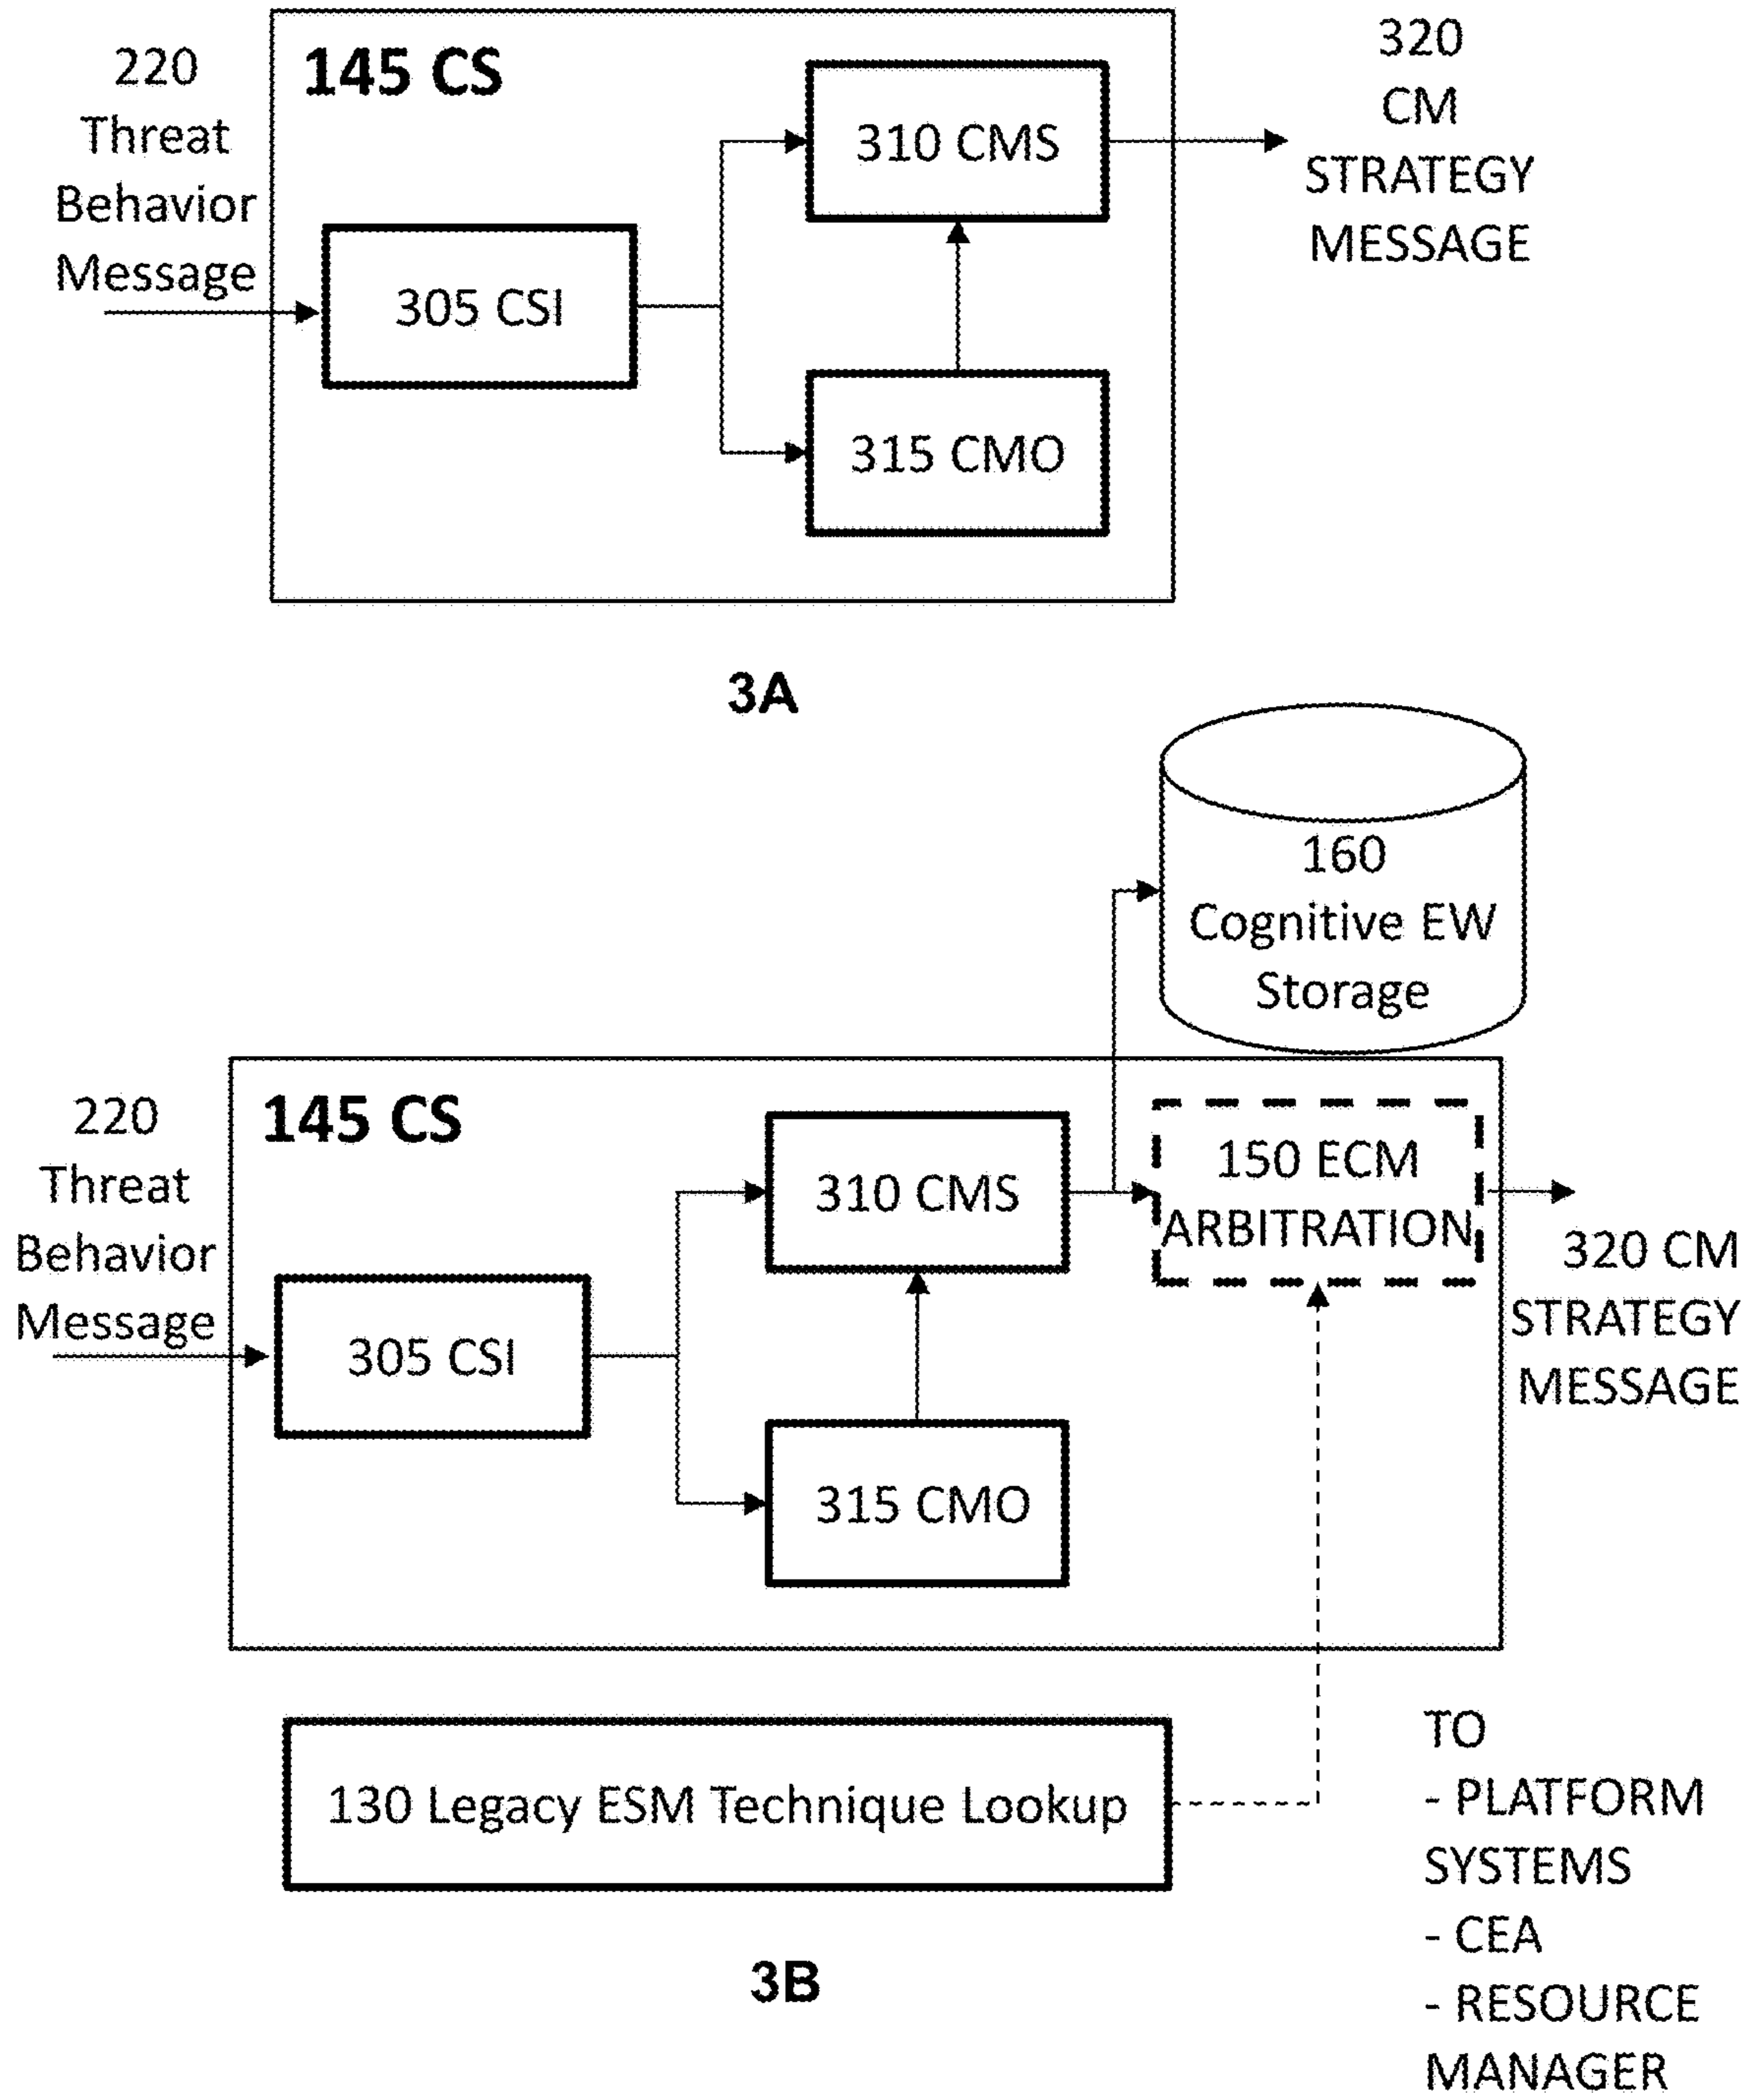 220
Threat
Behavior
Message
145 CS
305 CSI
310 CMS
315 CMO
320
CM
STRATEGY
MESSAGE
3A
160
Cognitive EW
Storage
220
Threat
Behavior
Message
145 CS
305 CSI
310 CMS
315 CMO
150 ECM
ARBITRATION
320 CM
STRATEGY
MESSAGE
130 Legacy ESM Technique Lookup
TO
- PLATFORM
SYSTEMS
- CEA
- RESOURCE
MANAGER
3B